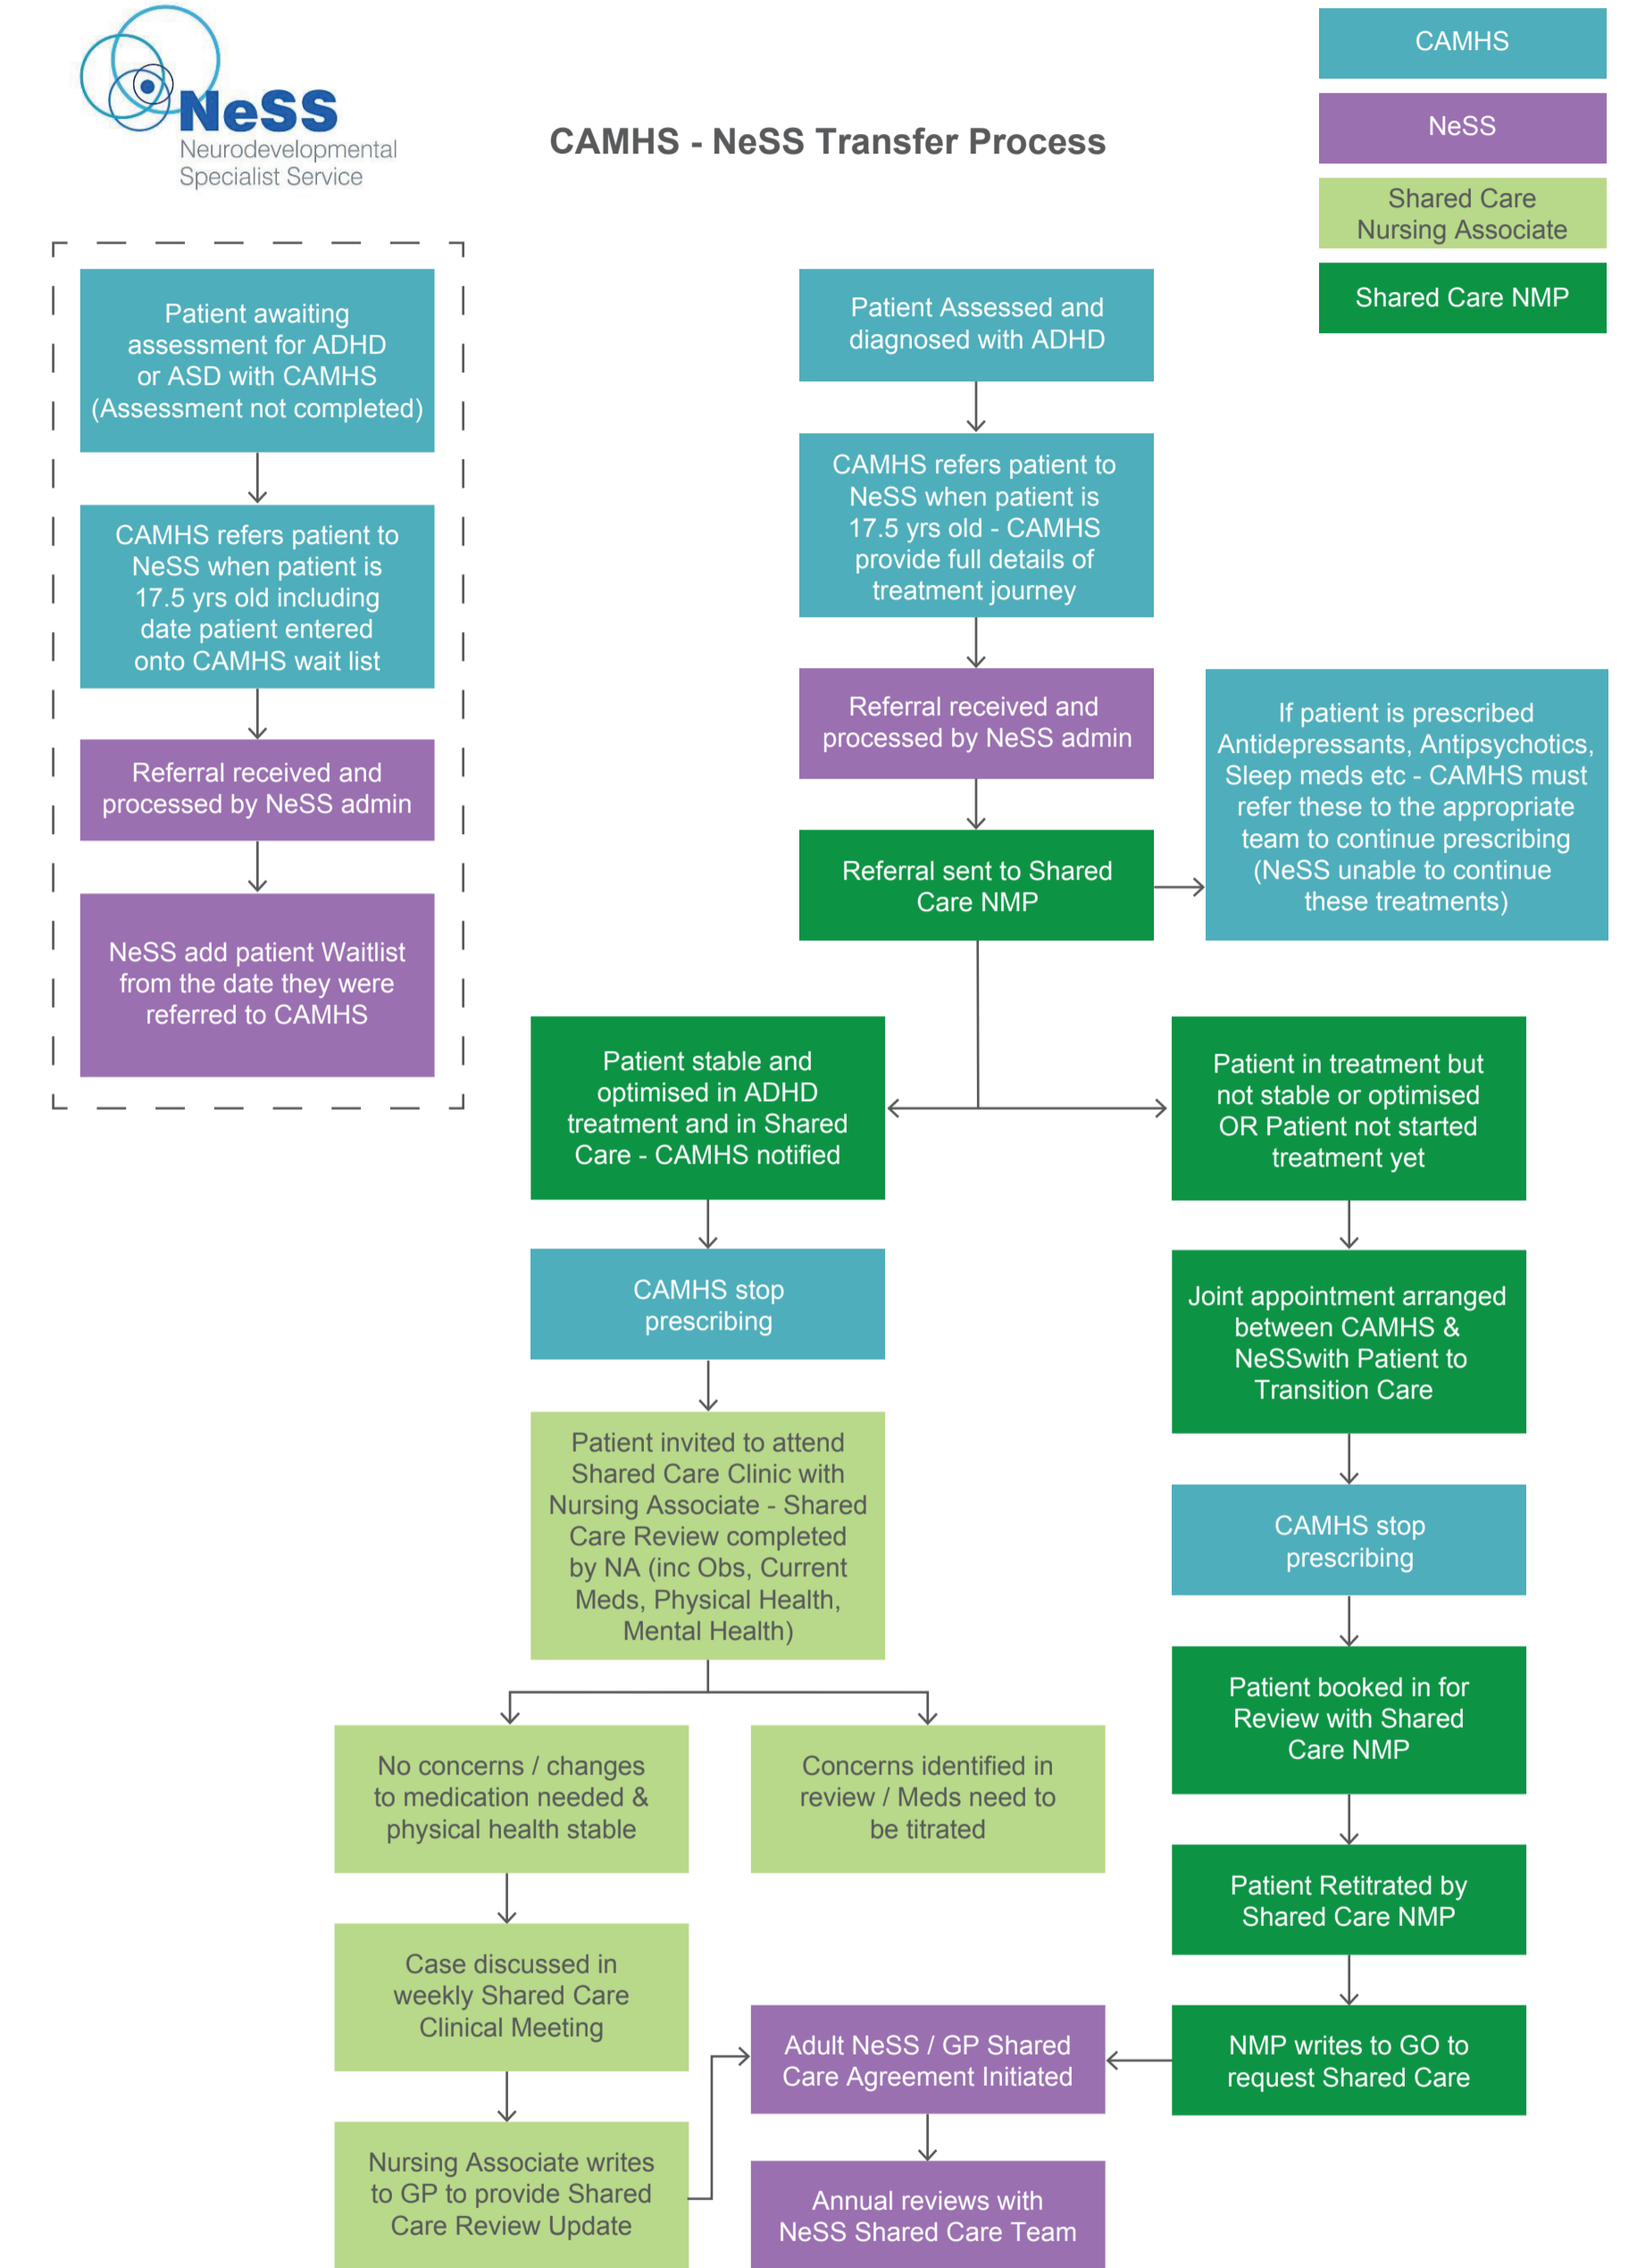 NeSS
Neurodevelopmental
Specialist Service
CAMHS - NeSS Transfer Process
CAMHS
NeSS
Shared Care
Nursing Associate
Shared Care NMP
Patient awaiting
assessment for ADHD
or ASD with CAMHS
(Assessment not completed)
CAMHS refers patient to
NeSS when patient is
17.5 yrs old including
date patient entered
onto CAMHS wait list
Referral received and
processed by NeSS admin
NeSS add patient Waitlist
from the date they were
referred to CAMHS
Patient Assessed and
diagnosed with ADHD
CAMHS refers patient to
NeSS when patient is
17.5 yrs old - CAMHS
provide full details of
treatment journey
Referral received and
processed by NeSS admin
Referral sent to Shared
Care NMP
If patient is prescribed
Antidepressants, Antipsychotics,
Sleep meds etc - CAMHS must
refer these to the appropriate
team to continue prescribing
(NeSS unable to continue
these treatments)
Patient stable and
optimised in ADHD
treatment and in Shared
Care - CAMHS notified
CAMHS stop
prescribing
Patient invited to attend
Shared Care Clinic with
Nursing Associate - Shared
Care Review completed
by NA (inc Obs, Current
Meds, Physical Health,
Mental Health)
No concerns / changes
to medication needed &
physical health stable
Case discussed in
weekly Shared Care
Clinical Meeting
Nursing Associate writes
to GP to provide Shared
Care Review Update
Concerns identified in
review / Meds need to
be titrated
Patient in treatment but
not stable or optimised
OR Patient not started
treatment yet
Joint appointment arranged
between CAMHS &
NeSSwith Patient to
Transition Care
CAMHS stop
prescribing
Patient booked in for
Review with Shared
Care NMP
Patient Retitrated by
Shared Care NMP
NMP writes to GO to
request Shared Care
Adult NeSS / GP Shared
Care Agreement Initiated
Annual reviews with
NeSS Shared Care Team